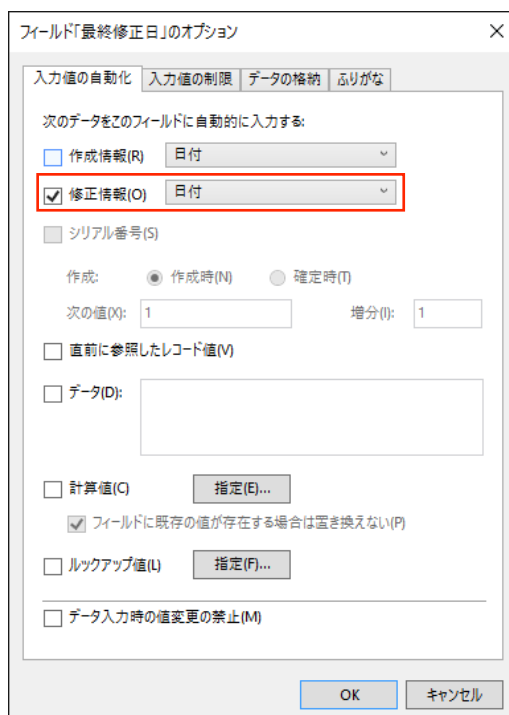 フィールド「最終修正日」のオプション
入力値の自動化 入力値の制限 データの格納 ふりがな
次のデータをこのフィールドに自動的に入力する:
作成情報(R) 日付
修正情報(O) 日付
シリアル番号(S)
作成: 作成時(N) 確定時(T)
次の値(X): 1 増分(I): 1
直前に参照したレコード値(V)
データ(D):
計算値(C) 指定(E)...
フィールドに既存の値が存在する場合は置き換えない(P)
ルックアップ値(L) 指定(F)...
データ入力時の値変更の禁止(M)
OK キャンセル